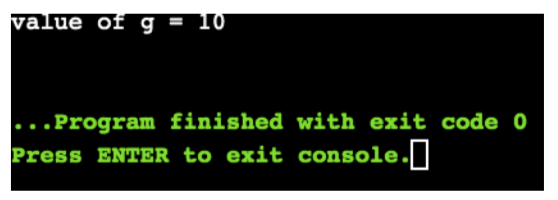 value of g = 10
...Program finished with exit code 0
Press ENTER to exit console.